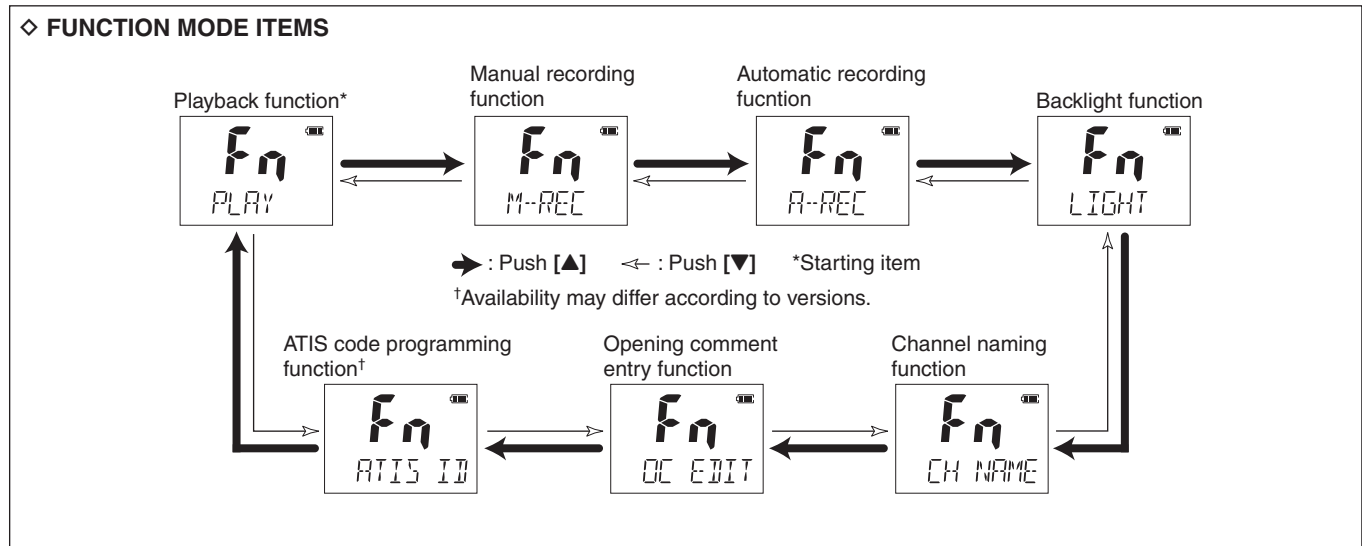 ◇ FUNCTION MODE ITEMS
Playback function*
Manual recording
function
Automatic recording
fucntion
Backlight function
Fn
PLAY
Fn
M-REC
Fn
A-REC
Fn
LIGHT
: Push [▲] : Push [▼] *Starting item
†Availability may differ according to versions.
ATIS code programming
function†
Opening comment
entry function
Channel naming
function
Fn
ATIS ID
Fn
OC EDIT
Fn
CH NAME